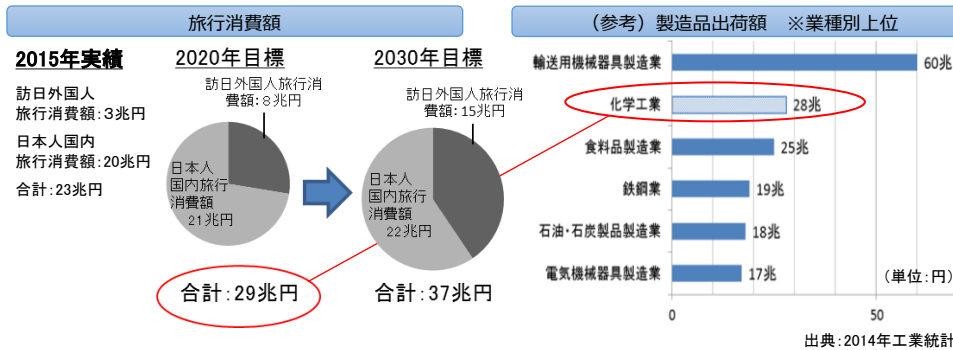 旅行消費額
2015年実績
訪日外国人
旅行消費額:3兆円
日本人国内
旅行消費額:20兆円
合計:23兆円
2020年目標
訪日外国人旅行消
費額:8兆円
日本人
国内旅行
消費額
21兆円
合計:29兆円
2030年目標
訪日外国人旅行消
費額:15兆円
日本人
国内旅行
消費額
22兆円
合計:37兆円
(参考)製造品出荷額 ※業種別上位
輸送用機械器具製造業 60兆
化学工業 28兆
食料品製造業 25兆
鉄鋼業 19兆
石油・石炭製品製造業 18兆
電気機械器具製造業 17兆
(単位:円)
0 50
出典:2014年工業統計